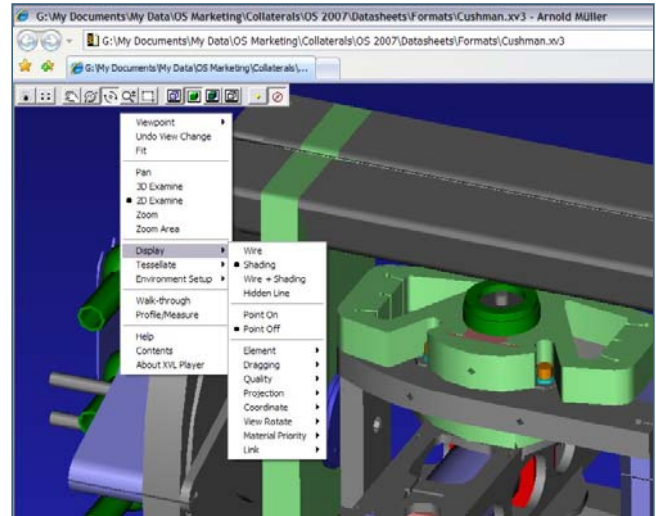 G:\My Documents\My Data\OS Marketing\Collaterals\OS 2007\Datasheets\Formats\Cushman.xv3 - Arnold Müller
G:\My Documents\My Data\OS Marketing\Collaterals\OS 2007\Datasheets\Formats\Cushman.xv3
G:\My Documents\My Data\OS Marketing\Collaterals\...
Viewpoint
Undo View Change
Fit
Pan
3D Examine
2D Examine
Zoom
Zoom Area
Display
Tessellate
Environment Setup
Walk-through
Profile/Measure
Help
Contents
About XVL Player
Wire
Shading
Wire + Shading
Hidden Line
Point On
Point Off
Element
Dragging
Quality
Projection
Coordinate
View Rotate
Material Priority
Link